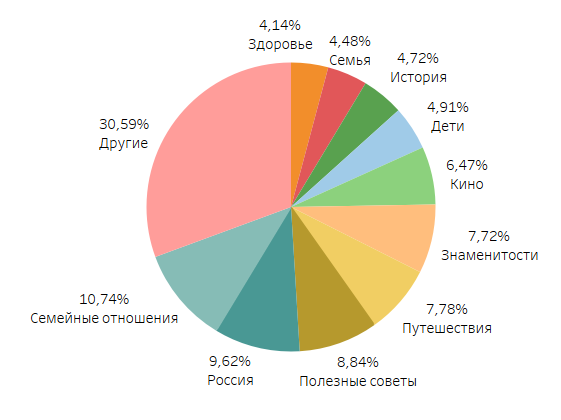 4,14%
Здоровье
4,48%
Семья
4,72%
История
4,91%
Дети
6,47%
Кино
7,72%
Знаменитости
7,78%
Путешествия
8,84%
Полезные советы
9,62%
Россия
10,74%
Семейные отношения
30,59%
Другие